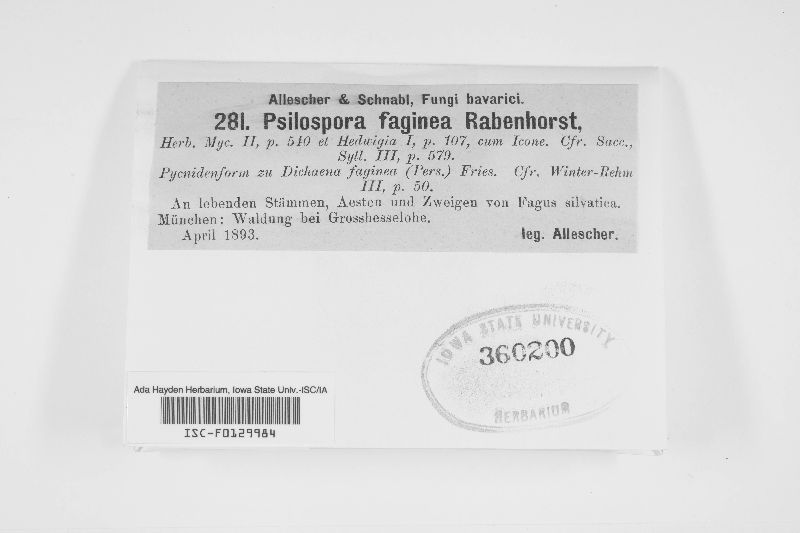 Allescher & Schnabl, Fungi bavarici.
281. Psilospora faginea Rabenhorst,
Herb. Myc. II, p. 540 et Hedwigia I, p. 107, cum Icone. Cfr. Sacc.,
Syll. III, p. 579.
Pycnidenform zu Dichaena faginea (Pers.) Fries. Cfr. Winter-Rehm
III, p. 50.
An lebenden Stämmen, Aesten und Zweigen von Fagus silvatica.
München: Waldung bei Grosshesselohe.
April 1893. leg. Allescher.
IOWA STATE UNIVERSITY
360200
HERBARIUM
Ada Hayden Herbarium, Iowa State Univ.-ISC/IA
ISC-F0129984